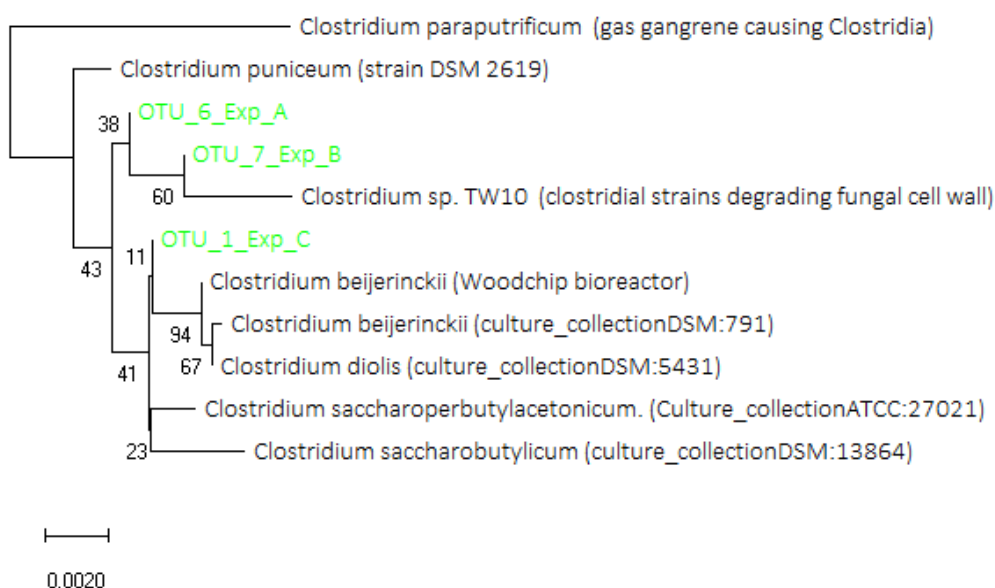 Clostridium paraputrificum (gas gangrene causing Clostridia)
Clostridium puniceum (strain DSM 2619)
OTU_6_Exp_A
38
OTU_7_Exp_B
60
Clostridium sp. TW10 (clostridial strains degrading fungal cell wall)
OTU_1_Exp_C
11
43
Clostridium beijerinckii (Woodchip bioreactor)
94
Clostridium beijerinckii (culture_collectionDSM:791)
67
Clostridium diolis (culture_collectionDSM:5431)
41
Clostridium saccharoperbutylacetonicum. (Culture_collectionATCC:27021)
23
Clostridium saccharobutylicum (culture_collectionDSM:13864)
0.0020